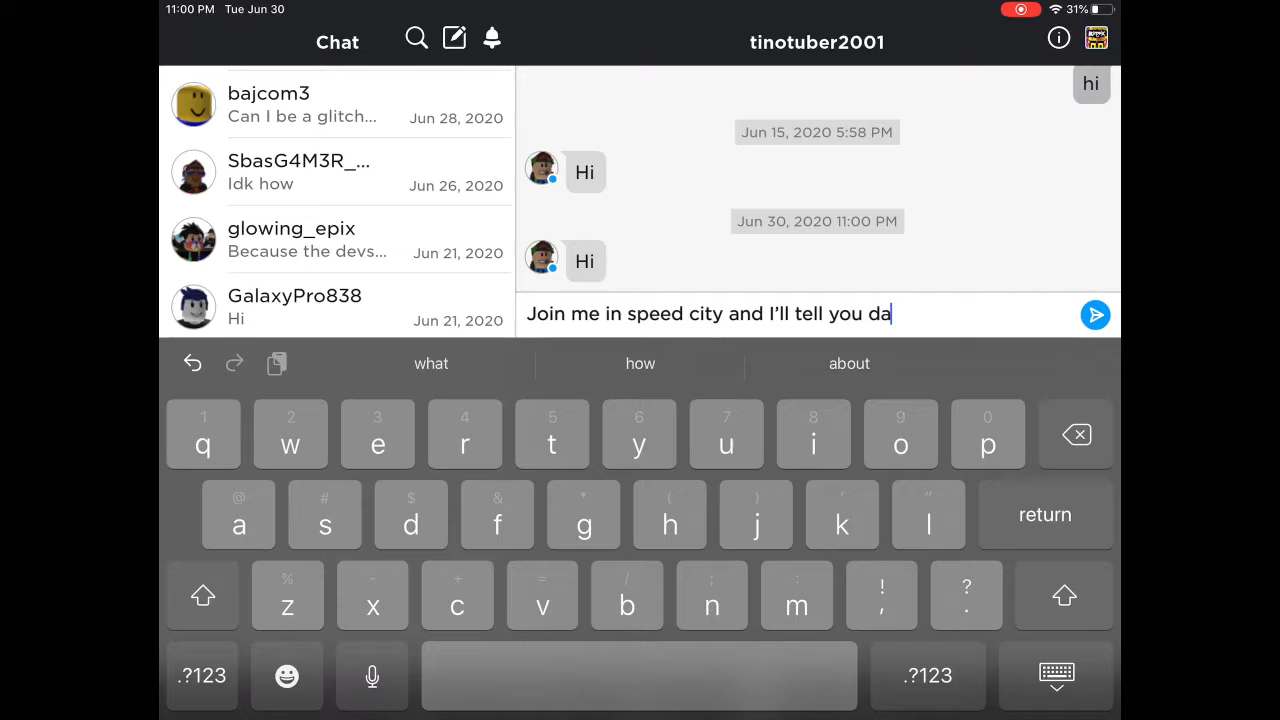 11:00 PM Tue Jun 30
31%
Chat
tinotuber2001
bajcom3
Can I be a glitch...
Jun 28, 2020
SbasG4M3R_...
Idk how
Jun 26, 2020
glowing_epix
Because the devs...
Jun 21, 2020
GalaxyPro838
Hi
Jun 21, 2020
hi
Jun 15, 2020 5:58 PM
Hi
Jun 30, 2020 11:00 PM
Hi
Join me in speed city and I’ll tell you da
what how about
1 2 3 4 5 6 7 8 9 0
q w e r t y u i o p
@ # $ & * ( ) ' "
a s d f g h j k l return
% - + = / ; : ! ?
z x c v b n m , .
.?123 .?123